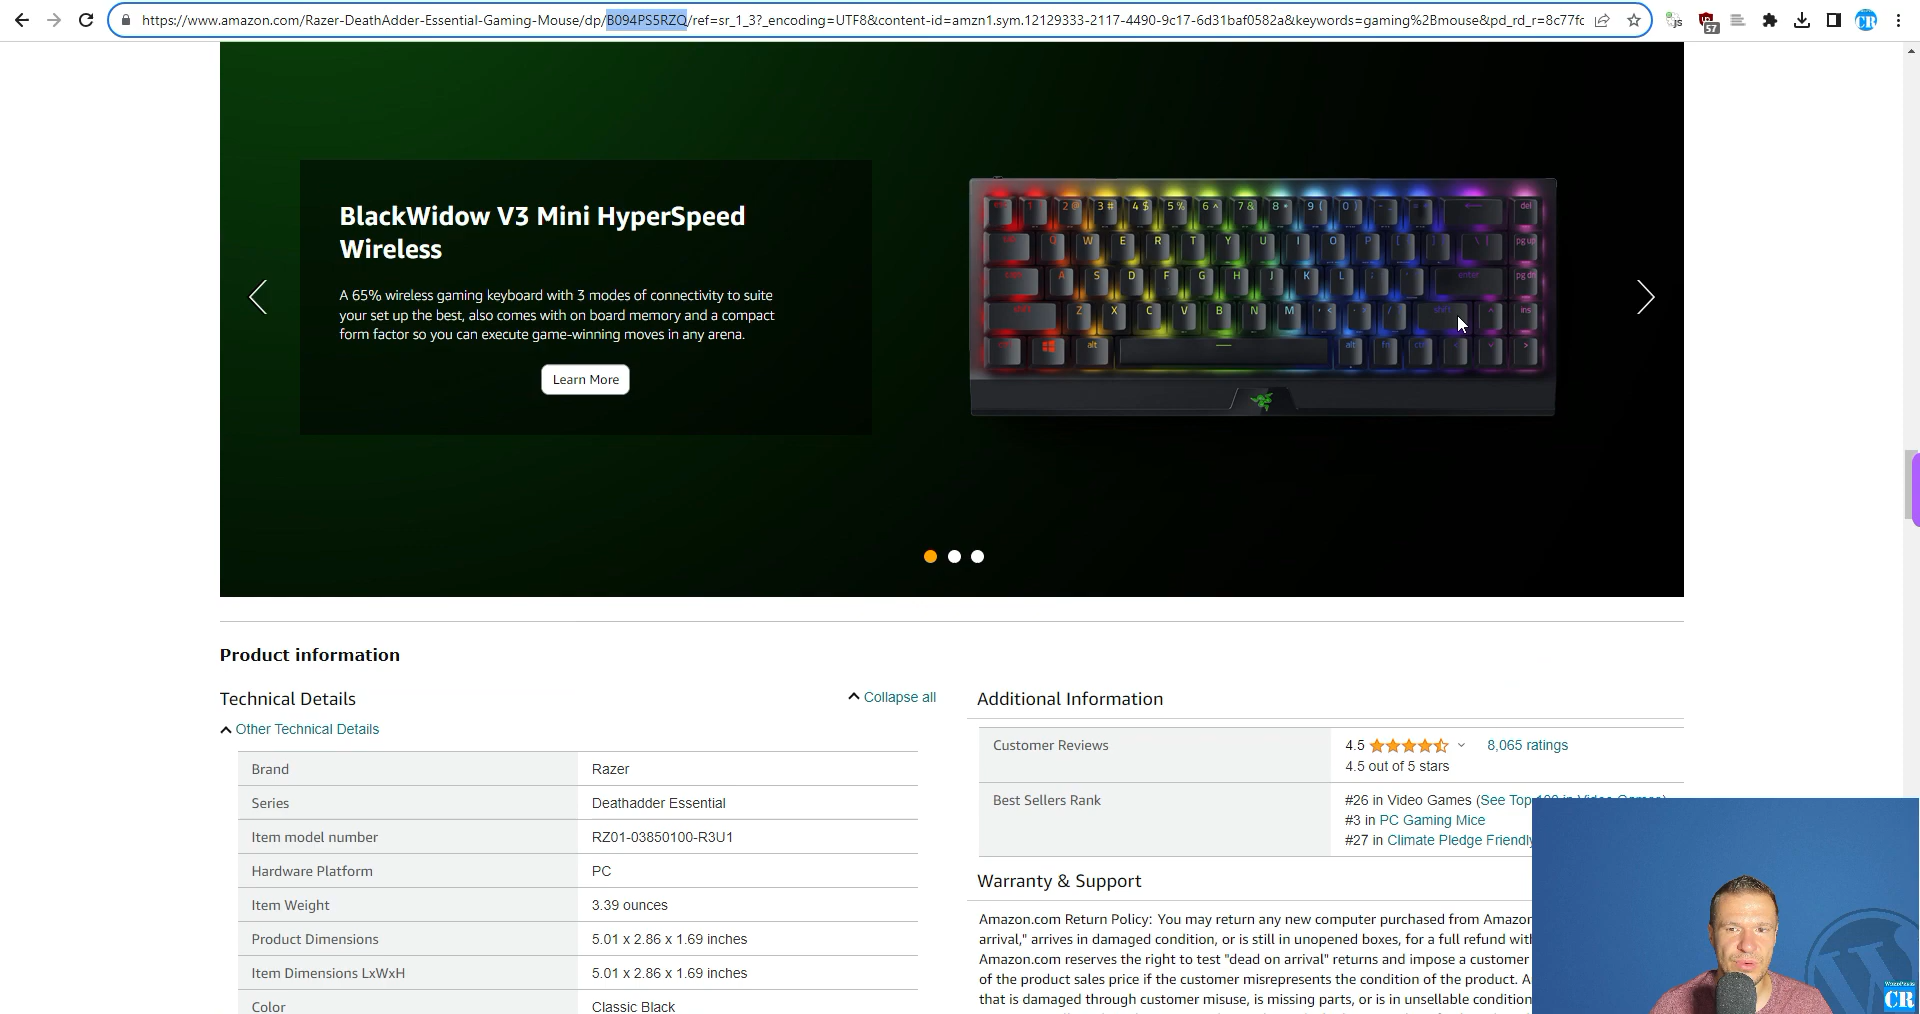 https://www.amazon.com/Razer-DeathAdder-Essential-Gaming-Mouse/dp/B094PS5RZQ/ref=sr_1_3?_encoding=UTF8&content-id=amzn1.sym.12129333-2117-4490-9c17-6d31baf0582a&keywords=gaming%2Bmouse&pd_rd_r=8c77fc
js
57
CR
BlackWidow V3 Mini HyperSpeed
Wireless
A 65% wireless gaming keyboard with 3 modes of connectivity to suite
your set up the best, also comes with on board memory and a compact
form factor so you can execute game-winning moves in any arena.
Learn More
Product information
Technical Details
Collapse all
Other Technical Details
Brand Razer
Series Deathadder Essential
Item model number RZ01-03850100-R3U1
Hardware Platform PC
Item Weight 3.39 ounces
Product Dimensions 5.01 x 2.86 x 1.69 inches
Item Dimensions LxWxH 5.01 x 2.86 x 1.69 inches
Color Classic Black
Additional Information
Customer Reviews 4.5 8,065 ratings
4.5 out of 5 stars
Best Sellers Rank #26 in Video Games (See Top
#3 in PC Gaming Mice
#27 in Climate Pledge Friendly
Warranty & Support
Amazon.com Return Policy: You may return any new computer purchased from Amazon
arrival," arrives in damaged condition, or is still in unopened boxes, for a full refund
Amazon.com reserves the right to test "dead on arrival" returns and impose a customer
of the product sales price if the customer misrepresents the condition of the product.
that is damaged through customer misuse, is missing parts, or is in unsellable condition
CR